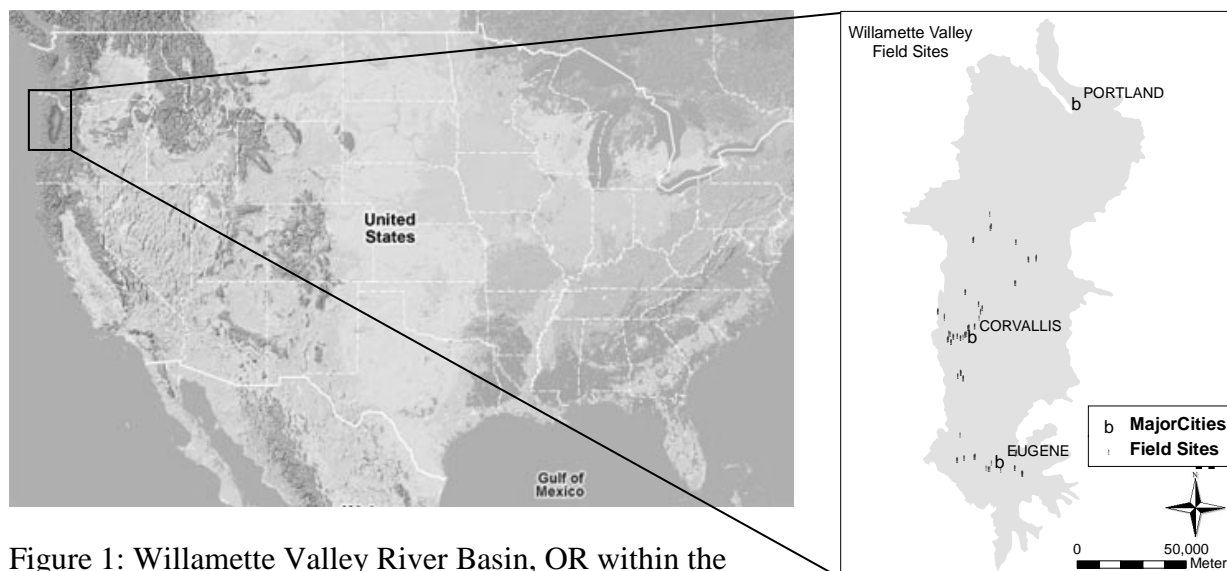 Willamette Valley
Field Sites
b PORTLAND
United
States
b CORVALLIS
b MajorCities
Field Sites
b EUGENE
Gulf of
Mexico
N
0 50,000
Meter
Figure 1: Willamette Valley River Basin, OR within the